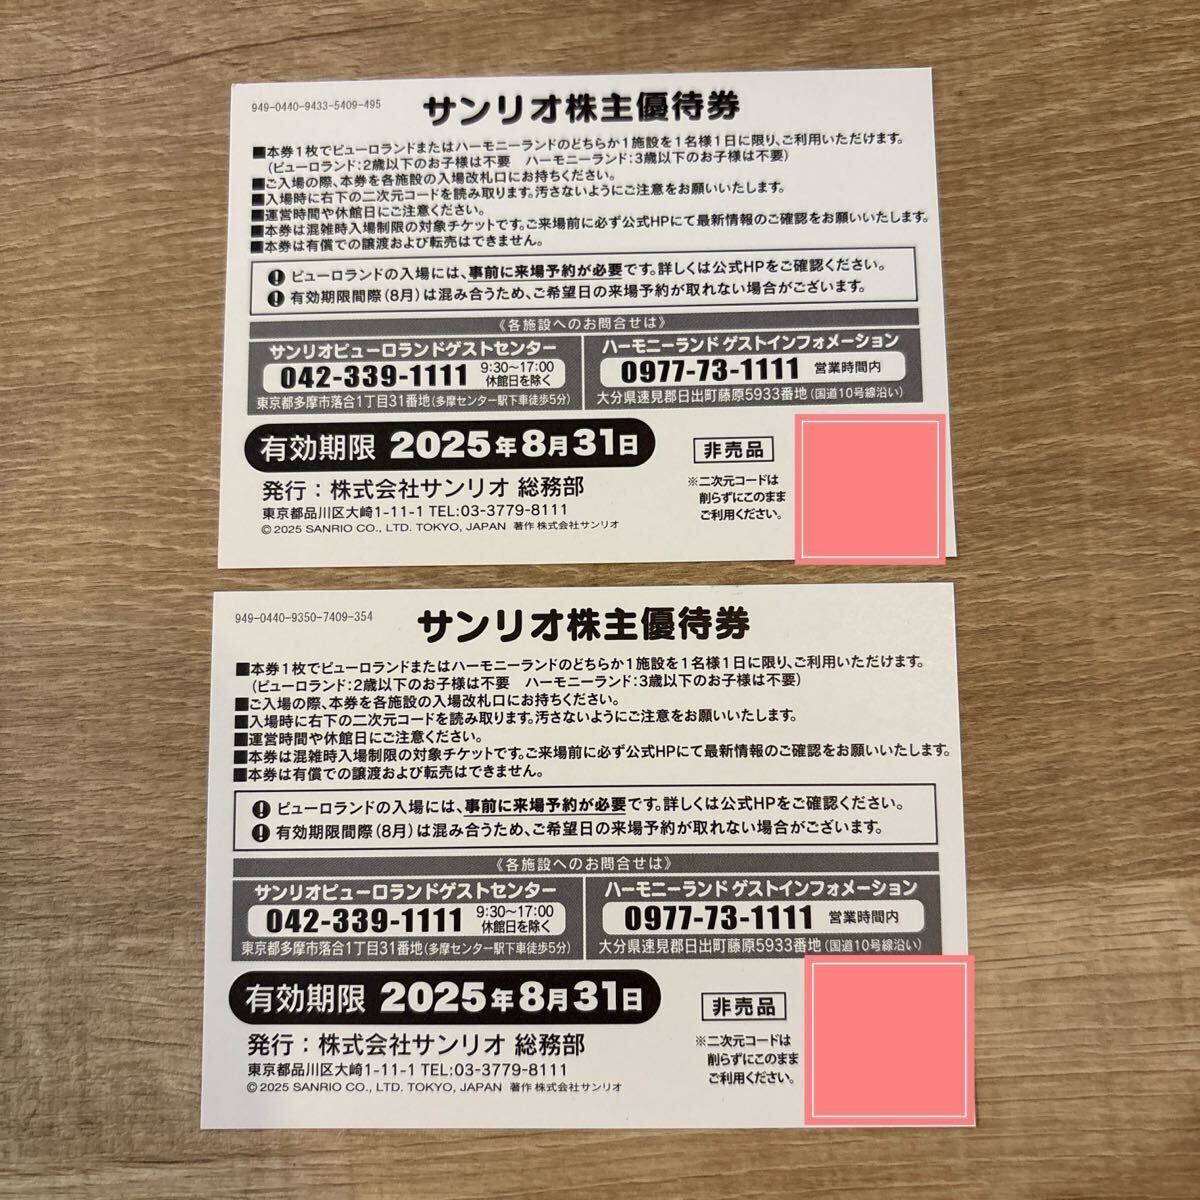 949-0440-9433-5409-495
サンリオ株主優待券
■本券1枚でピューロランドまたはハーモニーランドのどちらか1施設を1名様1日に限り、ご利用いただけます。
(ピューロランド:2歳以下のお子様は不要　ハーモニーランド:3歳以下のお子様は不要)
■ご入場の際、本券を各施設の入場改札口にお持ちください。
■入場時に右下の二次元コードを読み取ります。汚さないようにご注意をお願いいたします。
■運営時間や休館日にご注意ください。
■本券は混雑時入場制限の対象チケットです。ご来場前に必ず公式HPにて最新情報のご確認をお願いいたします。
■本券は有償での譲渡および転売はできません。
! ピューロランドの入場には、事前に来場予約が必要です。詳しくは公式HPをご確認ください。
! 有効期限間際(8月)は混み合うため、ご希望日の来場予約が取れない場合がございます。
《各施設へのお問合せは》
サンリオピューロランドゲストセンター
042-339-1111 9:30～17:00 休館日を除く
東京都多摩市落合1丁目31番地(多摩センター駅下車徒歩5分)
ハーモニーランド ゲストインフォメーション
0977-73-1111 営業時間内
大分県速見郡日出町藤原5933番地(国道10号線沿い)
有効期限 2025年8月31日
発行：株式会社サンリオ 総務部
東京都品川区大崎1-11-1 TEL:03-3779-8111
©2025 SANRIO CO., LTD. TOKYO, JAPAN 著作 株式会社サンリオ
非売品
※二次元コードは
削らずにこのまま
ご利用ください。
949-0440-9350-7409-354
サンリオ株主優待券
■本券1枚でピューロランドまたはハーモニーランドのどちらか1施設を1名様1日に限り、ご利用いただけます。
(ピューロランド:2歳以下のお子様は不要　ハーモニーランド:3歳以下のお子様は不要)
■ご入場の際、本券を各施設の入場改札口にお持ちください。
■入場時に右下の二次元コードを読み取ります。汚さないようにご注意をお願いいたします。
■運営時間や休館日にご注意ください。
■本券は混雑時入場制限の対象チケットです。ご来場前に必ず公式HPにて最新情報のご確認をお願いいたします。
■本券は有償での譲渡および転売はできません。
! ピューロランドの入場には、事前に来場予約が必要です。詳しくは公式HPをご確認ください。
! 有効期限間際(8月)は混み合うため、ご希望日の来場予約が取れない場合がございます。
《各施設へのお問合せは》
サンリオピューロランドゲストセンター
042-339-1111 9:30～17:00 休館日を除く
東京都多摩市落合1丁目31番地(多摩センター駅下車徒歩5分)
ハーモニーランド ゲストインフォメーション
0977-73-1111 営業時間内
大分県速見郡日出町藤原5933番地(国道10号線沿い)
有効期限 2025年8月31日
発行：株式会社サンリオ 総務部
東京都品川区大崎1-11-1 TEL:03-3779-8111
©2025 SANRIO CO., LTD. TOKYO, JAPAN 著作 株式会社サンリオ
非売品
※二次元コードは
削らずにこのまま
ご利用ください。